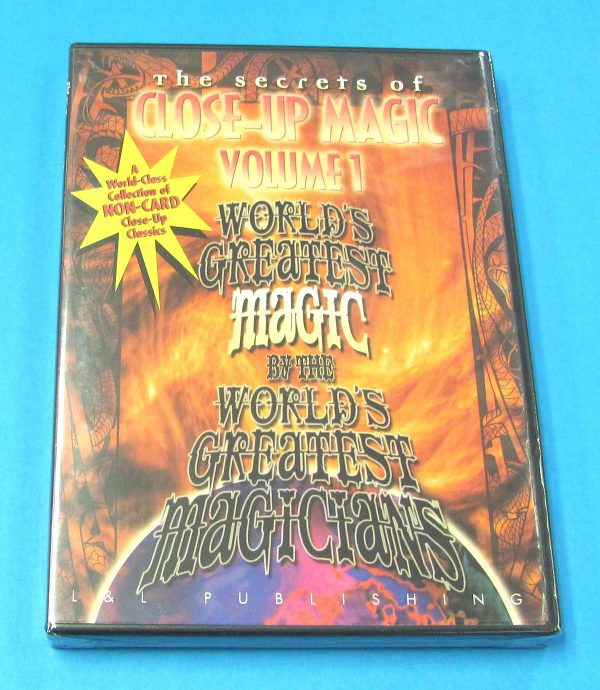 The secrets of
CLOSE-UP MAGIC
VOLUME 1
A
World-Class
Collection of
NON-CARD
Close-Up
Classics
WORLD'S
GREATEST
MAGIC
BY THE
WORLD'S
GREATEST
MAGICIANS
L&L PUBLISHING